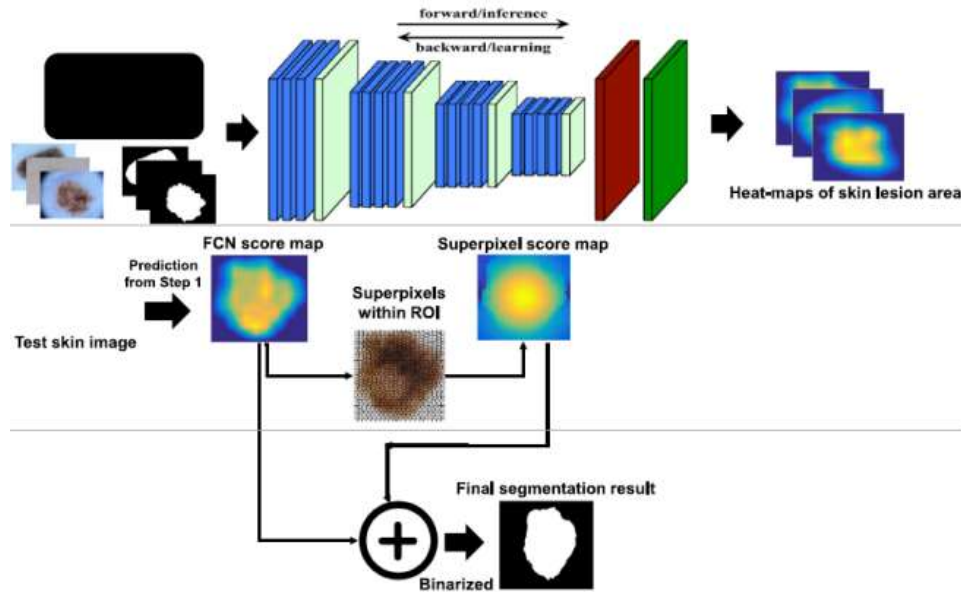 forward/inference
backward/learning
Heat-maps of skin lesion area
FCN score map
Superpixel score map
Prediction
from Step 1
Superpixels
within ROI
Test skin image
Final segmentation result
Binarized